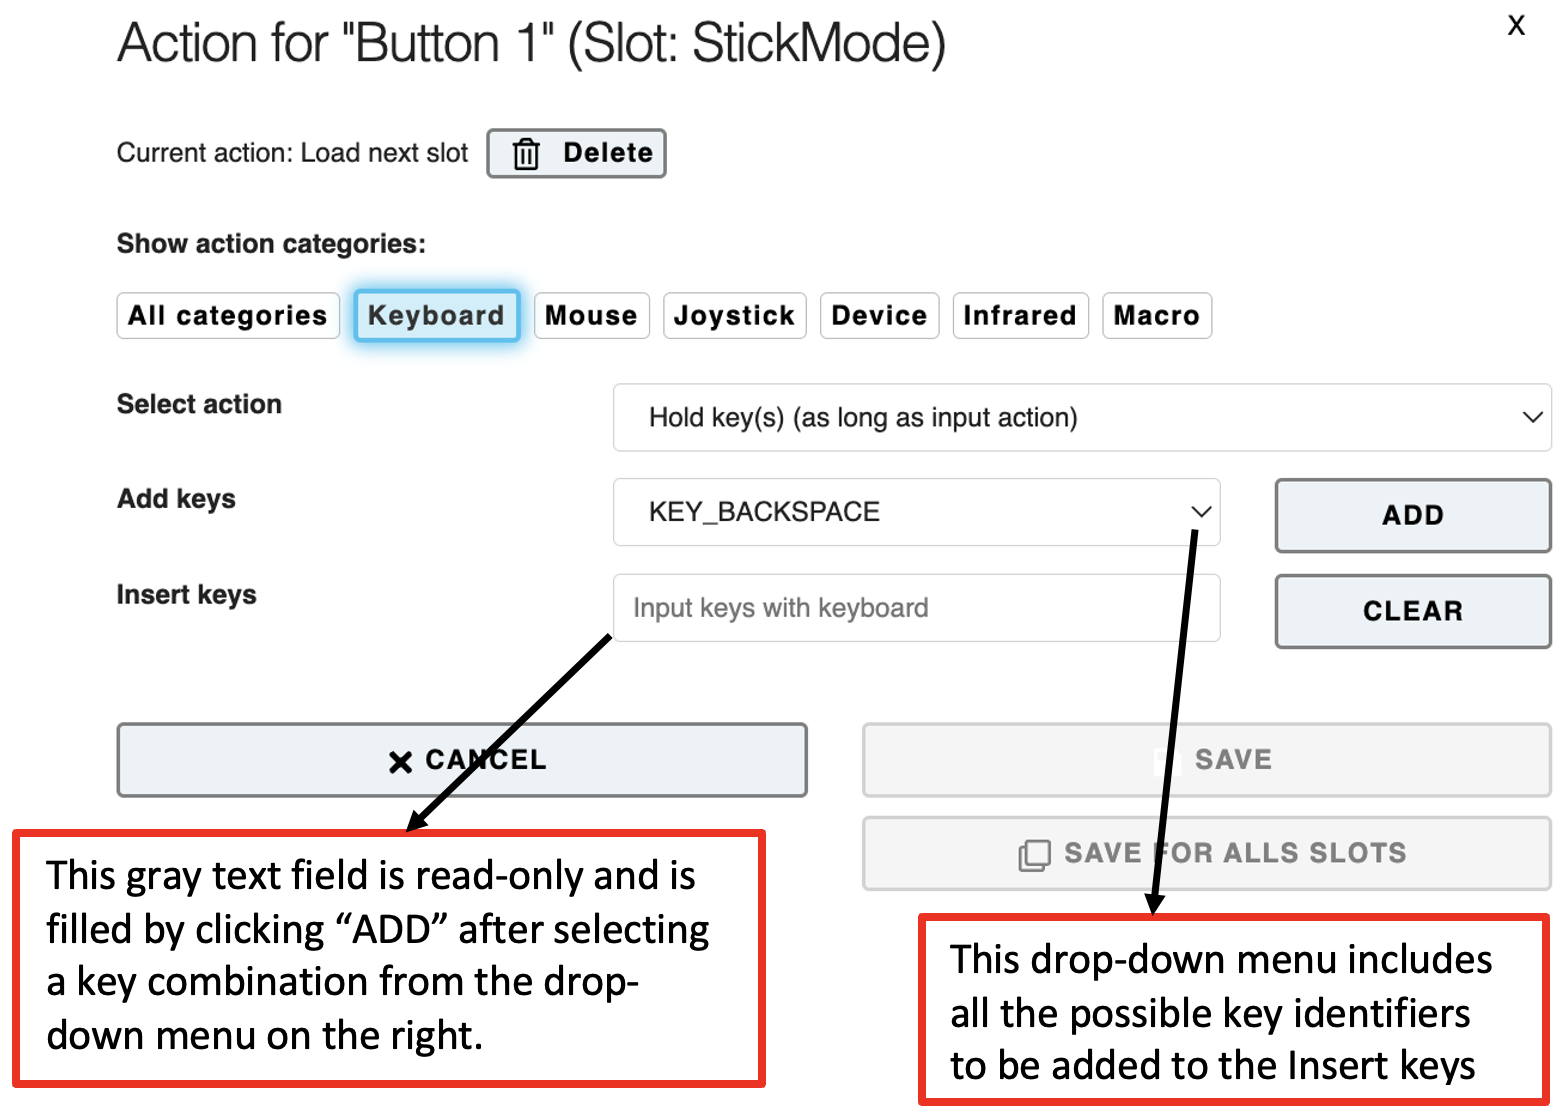 Action for "Button 1" (Slot: StickMode)
X
Current action: Load next slot
Delete
Show action categories:
All categories
Keyboard
Mouse
Joystick
Device
Infrared
Macro
Select action
Hold key(s) (as long as input action)
Add keys
KEY_BACKSPACE
ADD
Insert keys
Input keys with keyboard
CLEAR
CANCEL
SAVE
SAVE FOR ALLS SLOTS
This gray text field is read-only and is
filled by clicking “ADD” after selecting
a key combination from the drop-
down menu on the right.
This drop-down menu includes
all the possible key identifiers
to be added to the Insert keys